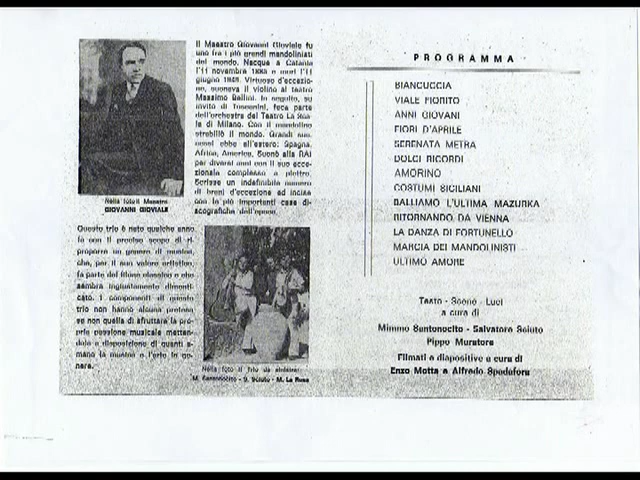 Il Maestro Giovanni Gioviale fu
uno fra i più grandi mandolinisti
del mondo. Nacque a Catania
l'11 novembre 1885 e morì l'11
giugno 1949. Virtuoso d'eccezio-
ne, suonava il violino al teatro
Massimo Bellini. In seguito, su
invito di Toscanini, fece parte
dell'orchestra del Teatro La Sca-
la di Milano. Con il mandolino
strabiliò il mondo. Grandi suc-
cessi ebbe all'estero: Spagna,
Africa, America. Suonò alla RAI
per diversi anni con il suo ecce-
zionale complesso a plettro.
Scrisse un indefinibile numero
di brani d'eccezione ed incise
con le più importanti case di-
scografiche dell'epoca.
Nella foto il Maestro
GIOVANNI GIOVIALE
Questo trio è nato qualche anno
fa con il preciso scopo di ri-
proporre un genere di musica,
che, per il suo valore artistico,
fa parte del filone classico e che
sembra ingiustamente dimenti-
cato. I componenti di questo
trio non hanno alcuna pretesa
se non quella di sfruttare la pro-
pria passione musicale metten-
dola a disposizione di quanti a-
mano la musica e l'arte in ge-
nere.
Nella foto il Trio da sinistra:
M. Santonocito - S. Sciuto - M. La Rosa
PROGRAMMA
BIANCUCCIA
VIALE FIORITO
ANNI GIOVANI
FIORI D'APRILE
SERENATA METRA
DOLCI RICORDI
AMORINO
COSTUMI SICILIANI
BALLIAMO L'ULTIMA MAZURKA
RITORNANDO DA VIENNA
LA DANZA DI FORTUNELLO
MARCIA DEI MANDOLINISTI
ULTIMO AMORE
Testo - Suono - Luci
a cura di
Mimmo Santonocito - Salvatore Sciuto
Pippo Muratore
Filmati e diapositive a cura di
Enzo Motta e Alfredo Spadafora